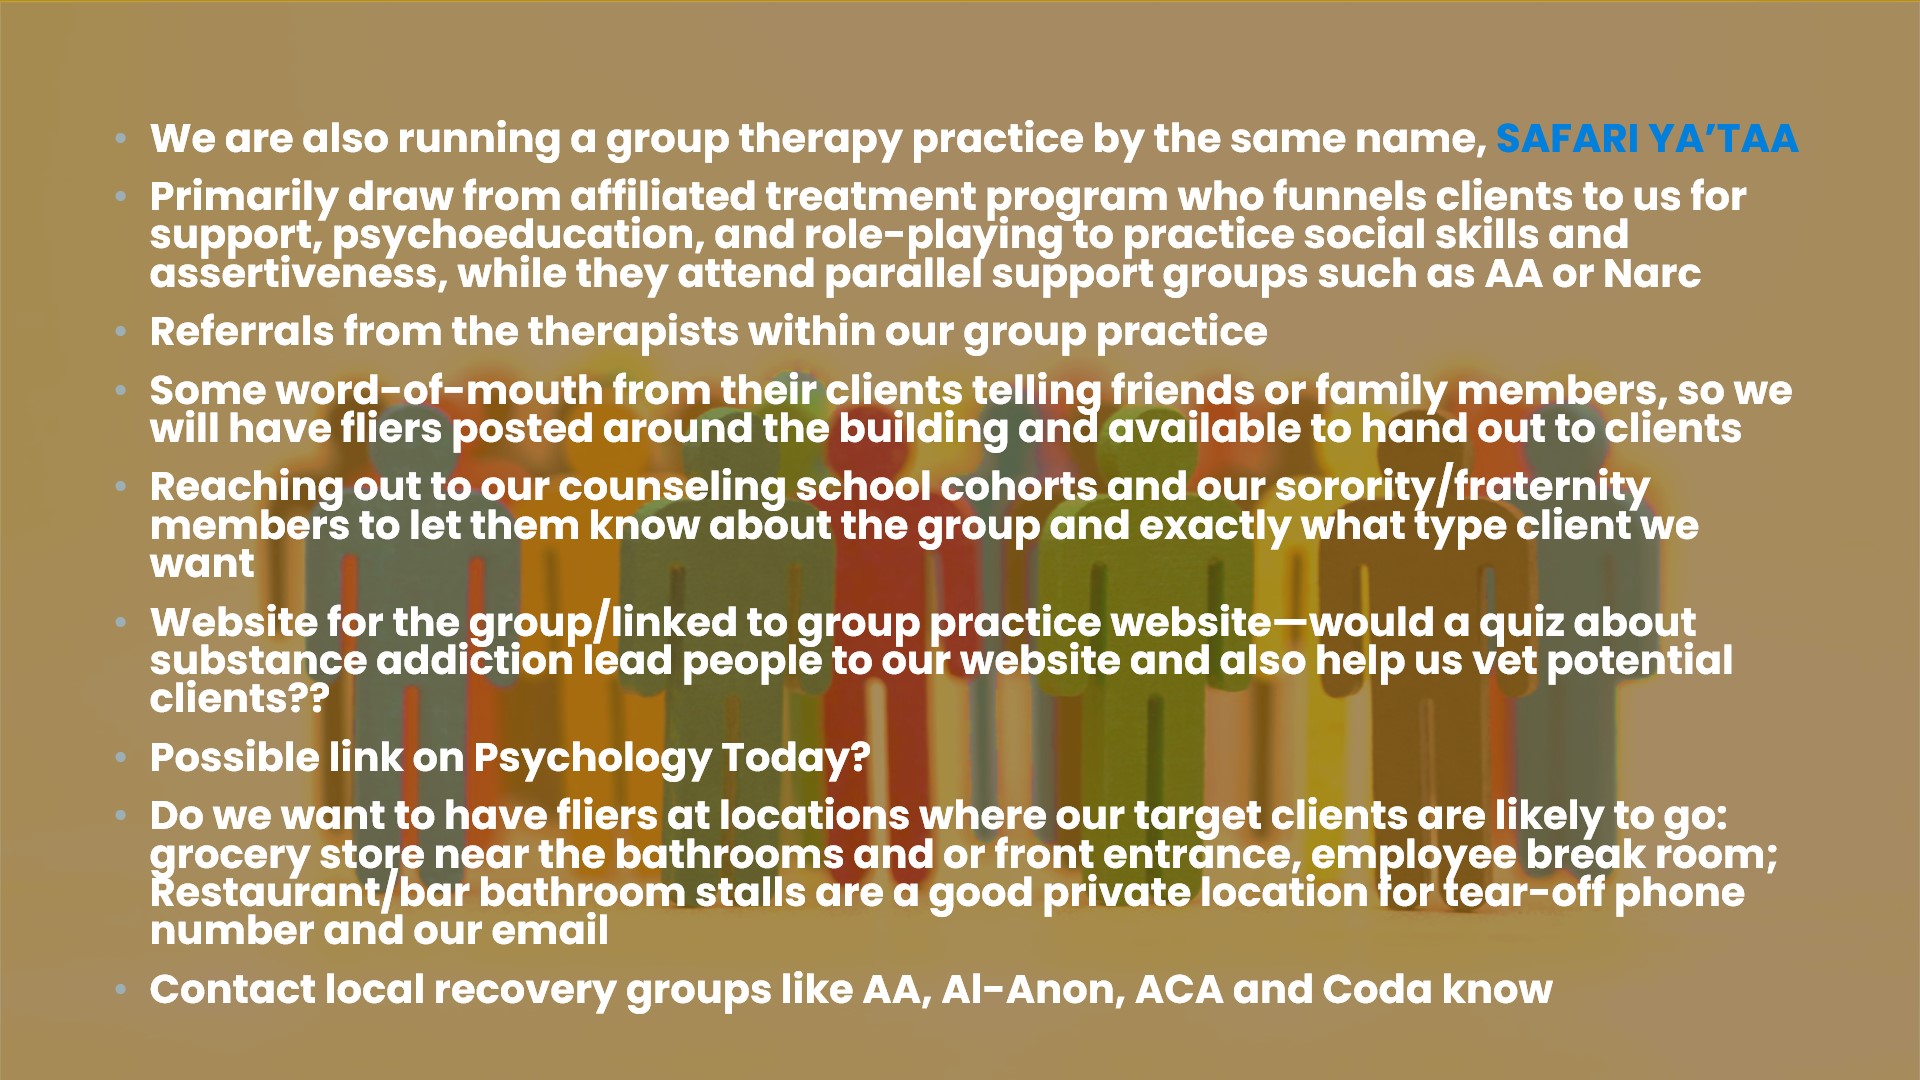 • We are also running a group therapy practice by the same name, SAFARI YA’TAA
• Primarily draw from affiliated treatment program who funnels clients to us for
support, psychoeducation, and role-playing to practice social skills and
assertiveness, while they attend parallel support groups such as AA or Narc
• Referrals from the therapists within our group practice
• Some word-of-mouth from their clients telling friends or family members, so we
will have fliers posted around the building and available to hand out to clients
• Reaching out to our counseling school cohorts and our sorority/fraternity
members to let them know about the group and exactly what type client we
want
• Website for the group/linked to group practice website—would a quiz about
substance addiction lead people to our website and also help us vet potential
clients??
• Possible link on Psychology Today?
• Do we want to have fliers at locations where our target clients are likely to go:
grocery store near the bathrooms and or front entrance, employee break room;
Restaurant/bar bathroom stalls are a good private location for tear-off phone
number and our email
• Contact local recovery groups like AA, Al-Anon, ACA and Coda know